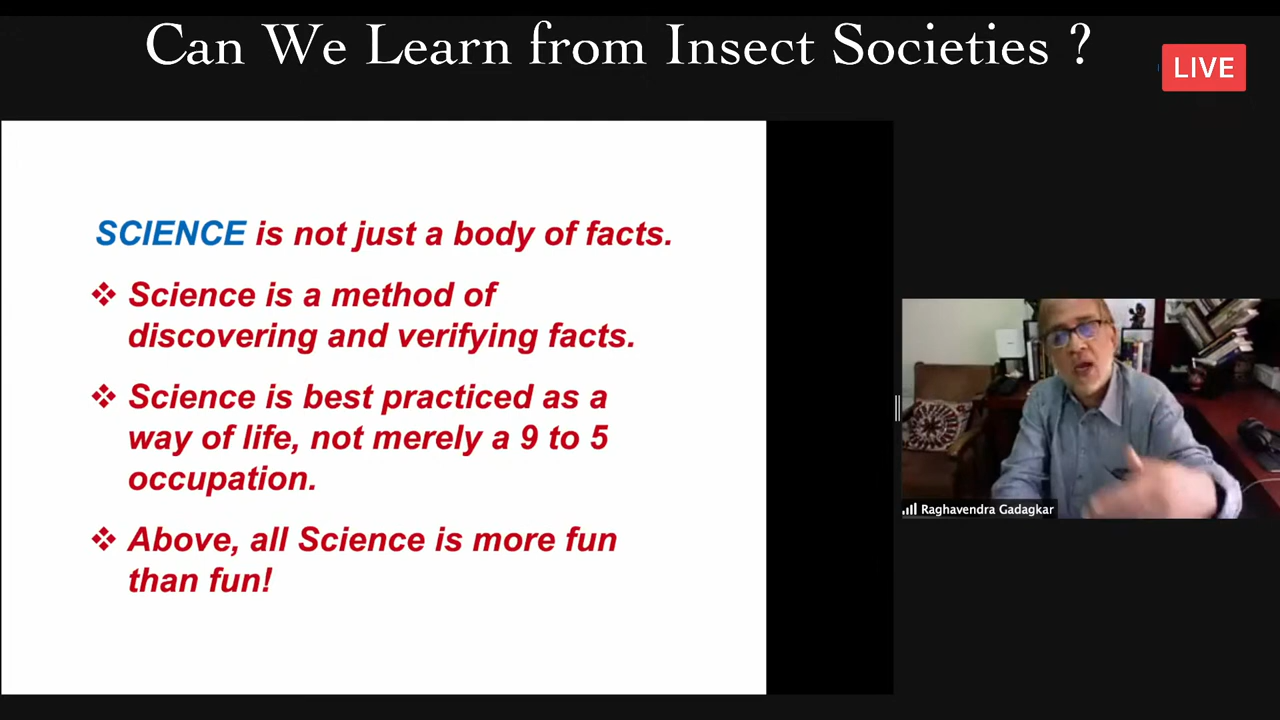 Can We Learn from Insect Societies ?
LIVE
SCIENCE is not just a body of facts.
❖ Science is a method of
discovering and verifying facts.
❖ Science is best practiced as a
way of life, not merely a 9 to 5
occupation.
❖ Above, all Science is more fun
than fun!
Raghavendra Gadagkar